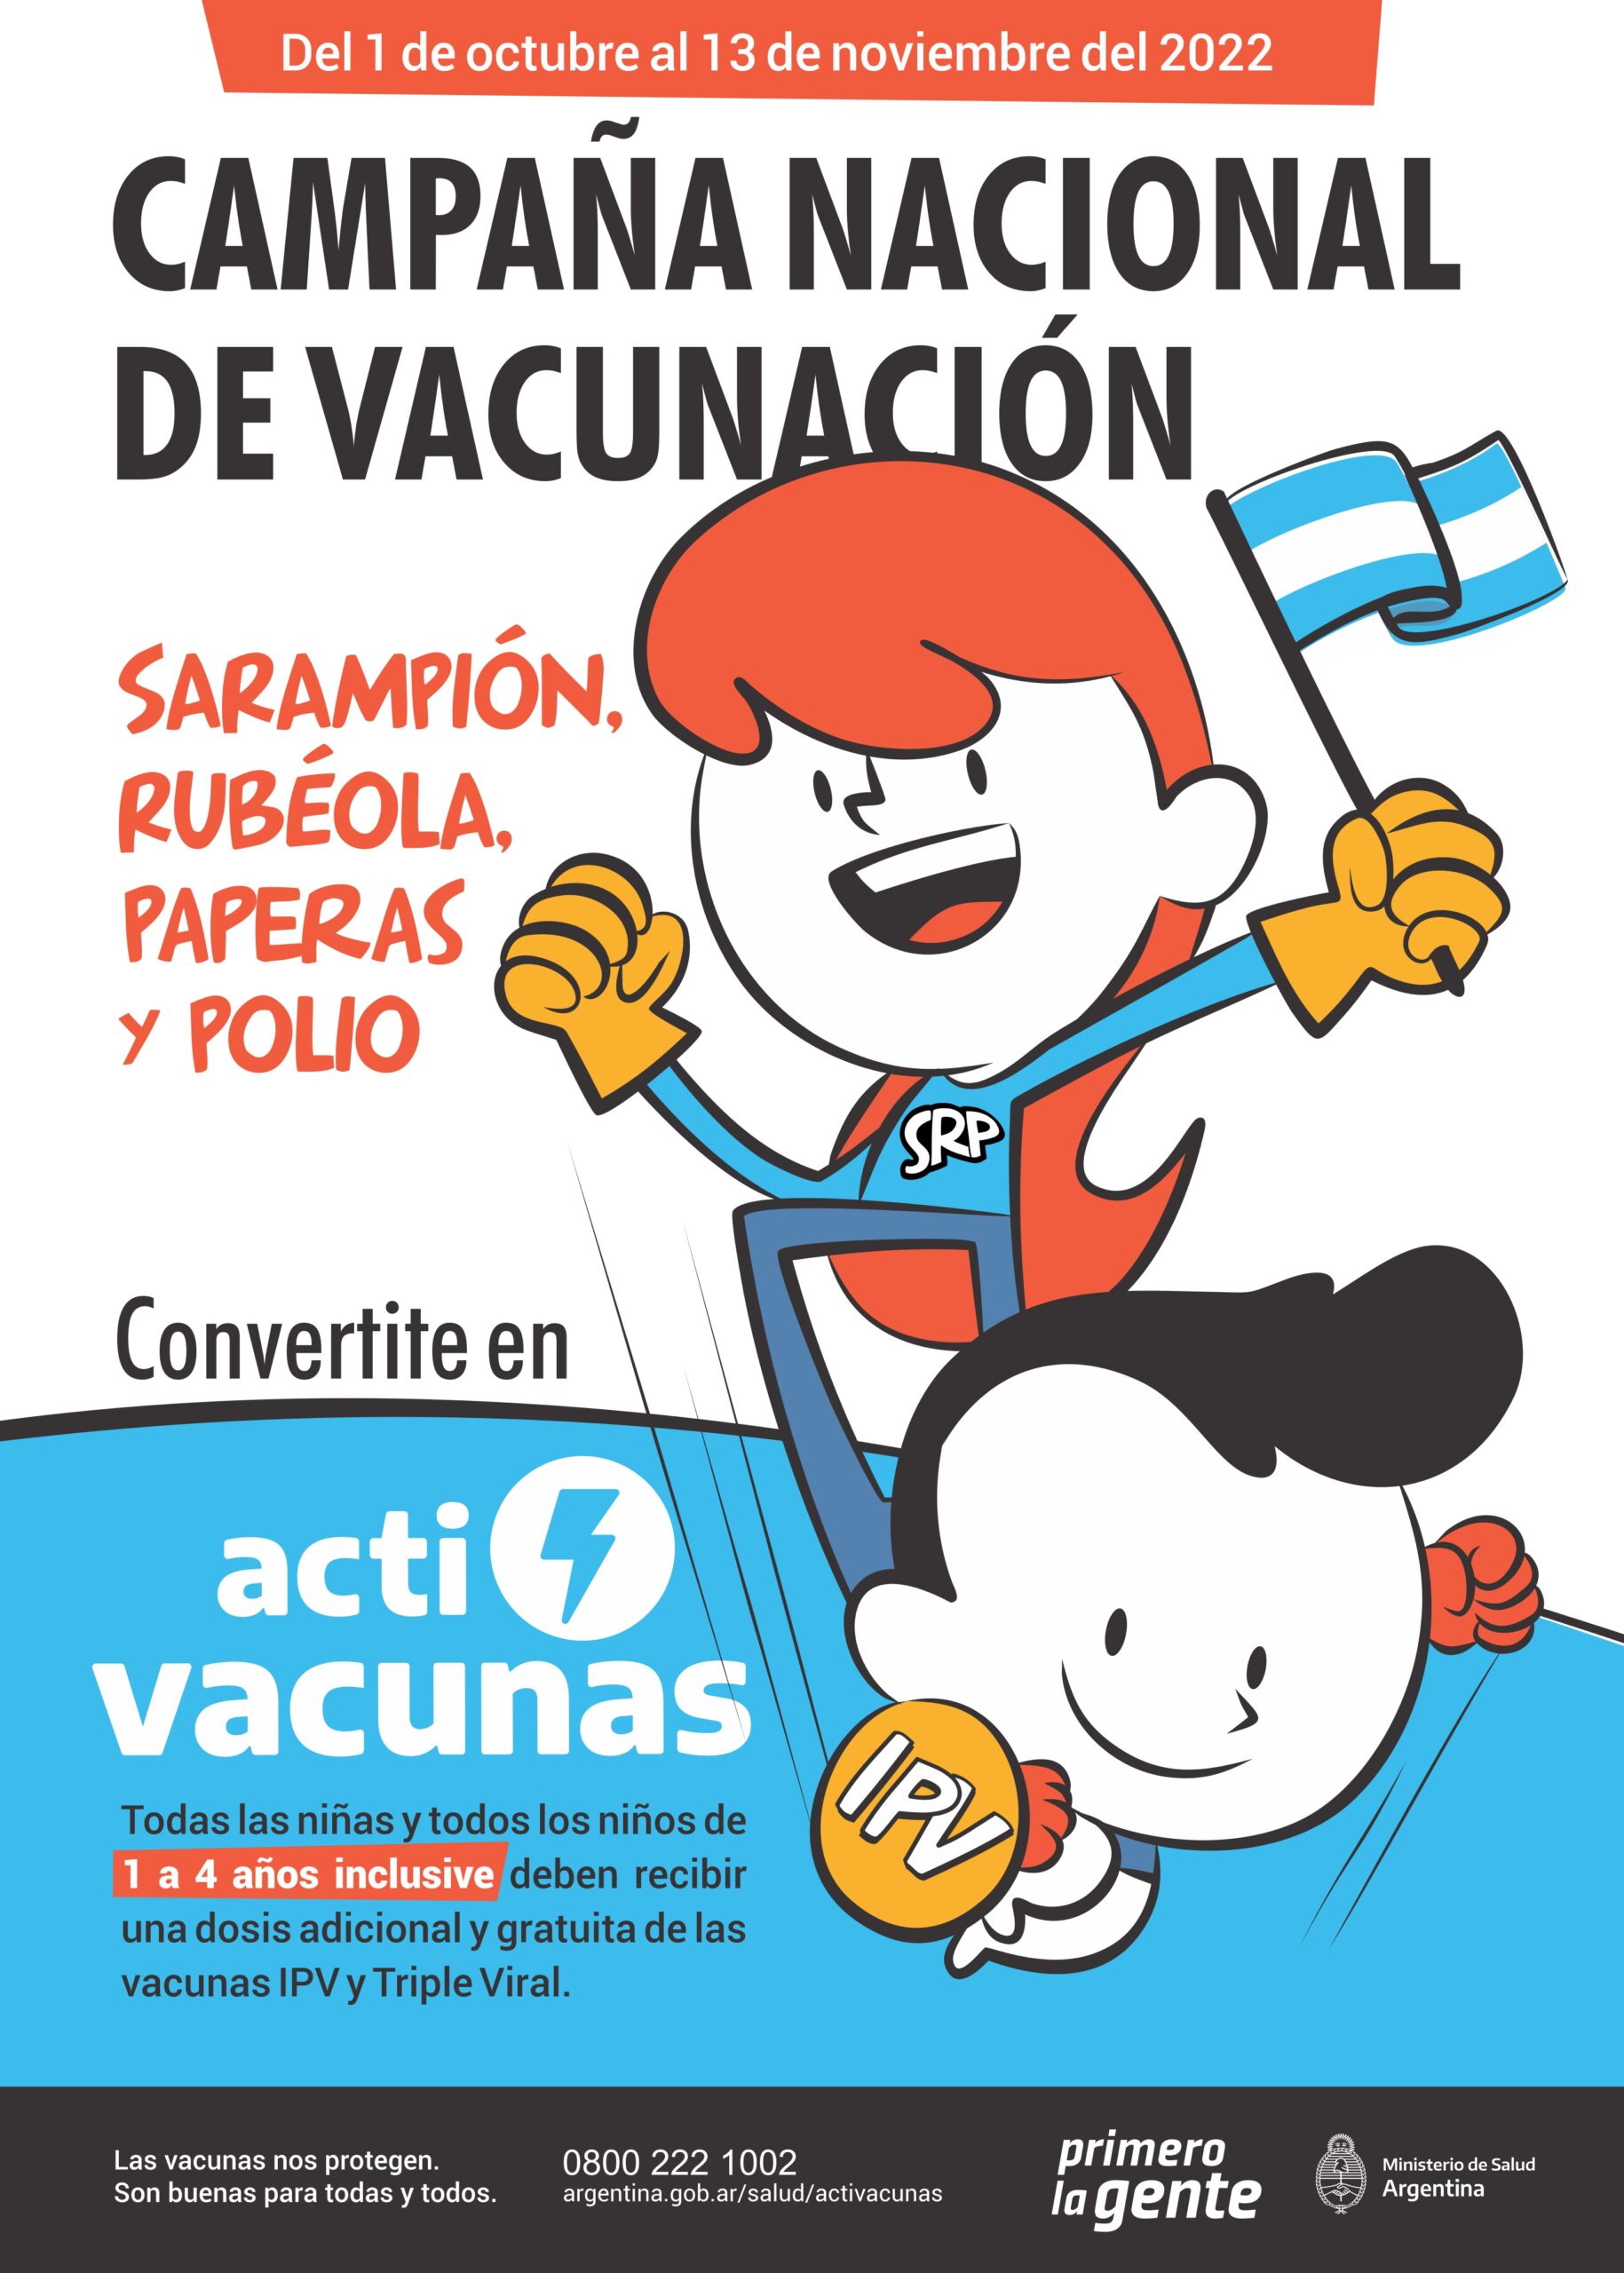 Del 1 de octubre al 13 de noviembre del 2022
CAMPAÑA NACIONAL
DE VACUNACIÓN
SARAMPIÓN,
RUBÉOLA,
PAPERAS
Y POLIO
SRP
Convertite en
acti
vacunas
IPV
Todas las niñas y todos los niños de
1 a 4 años inclusive deben recibir
una dosis adicional y gratuita de las
vacunas IPV y Triple Viral.
Las vacunas nos protegen.
Son buenas para todas y todos.
0800 222 1002
argentina.gob.ar/salud/activacunas
primero
la gente
Ministerio de Salud
Argentina